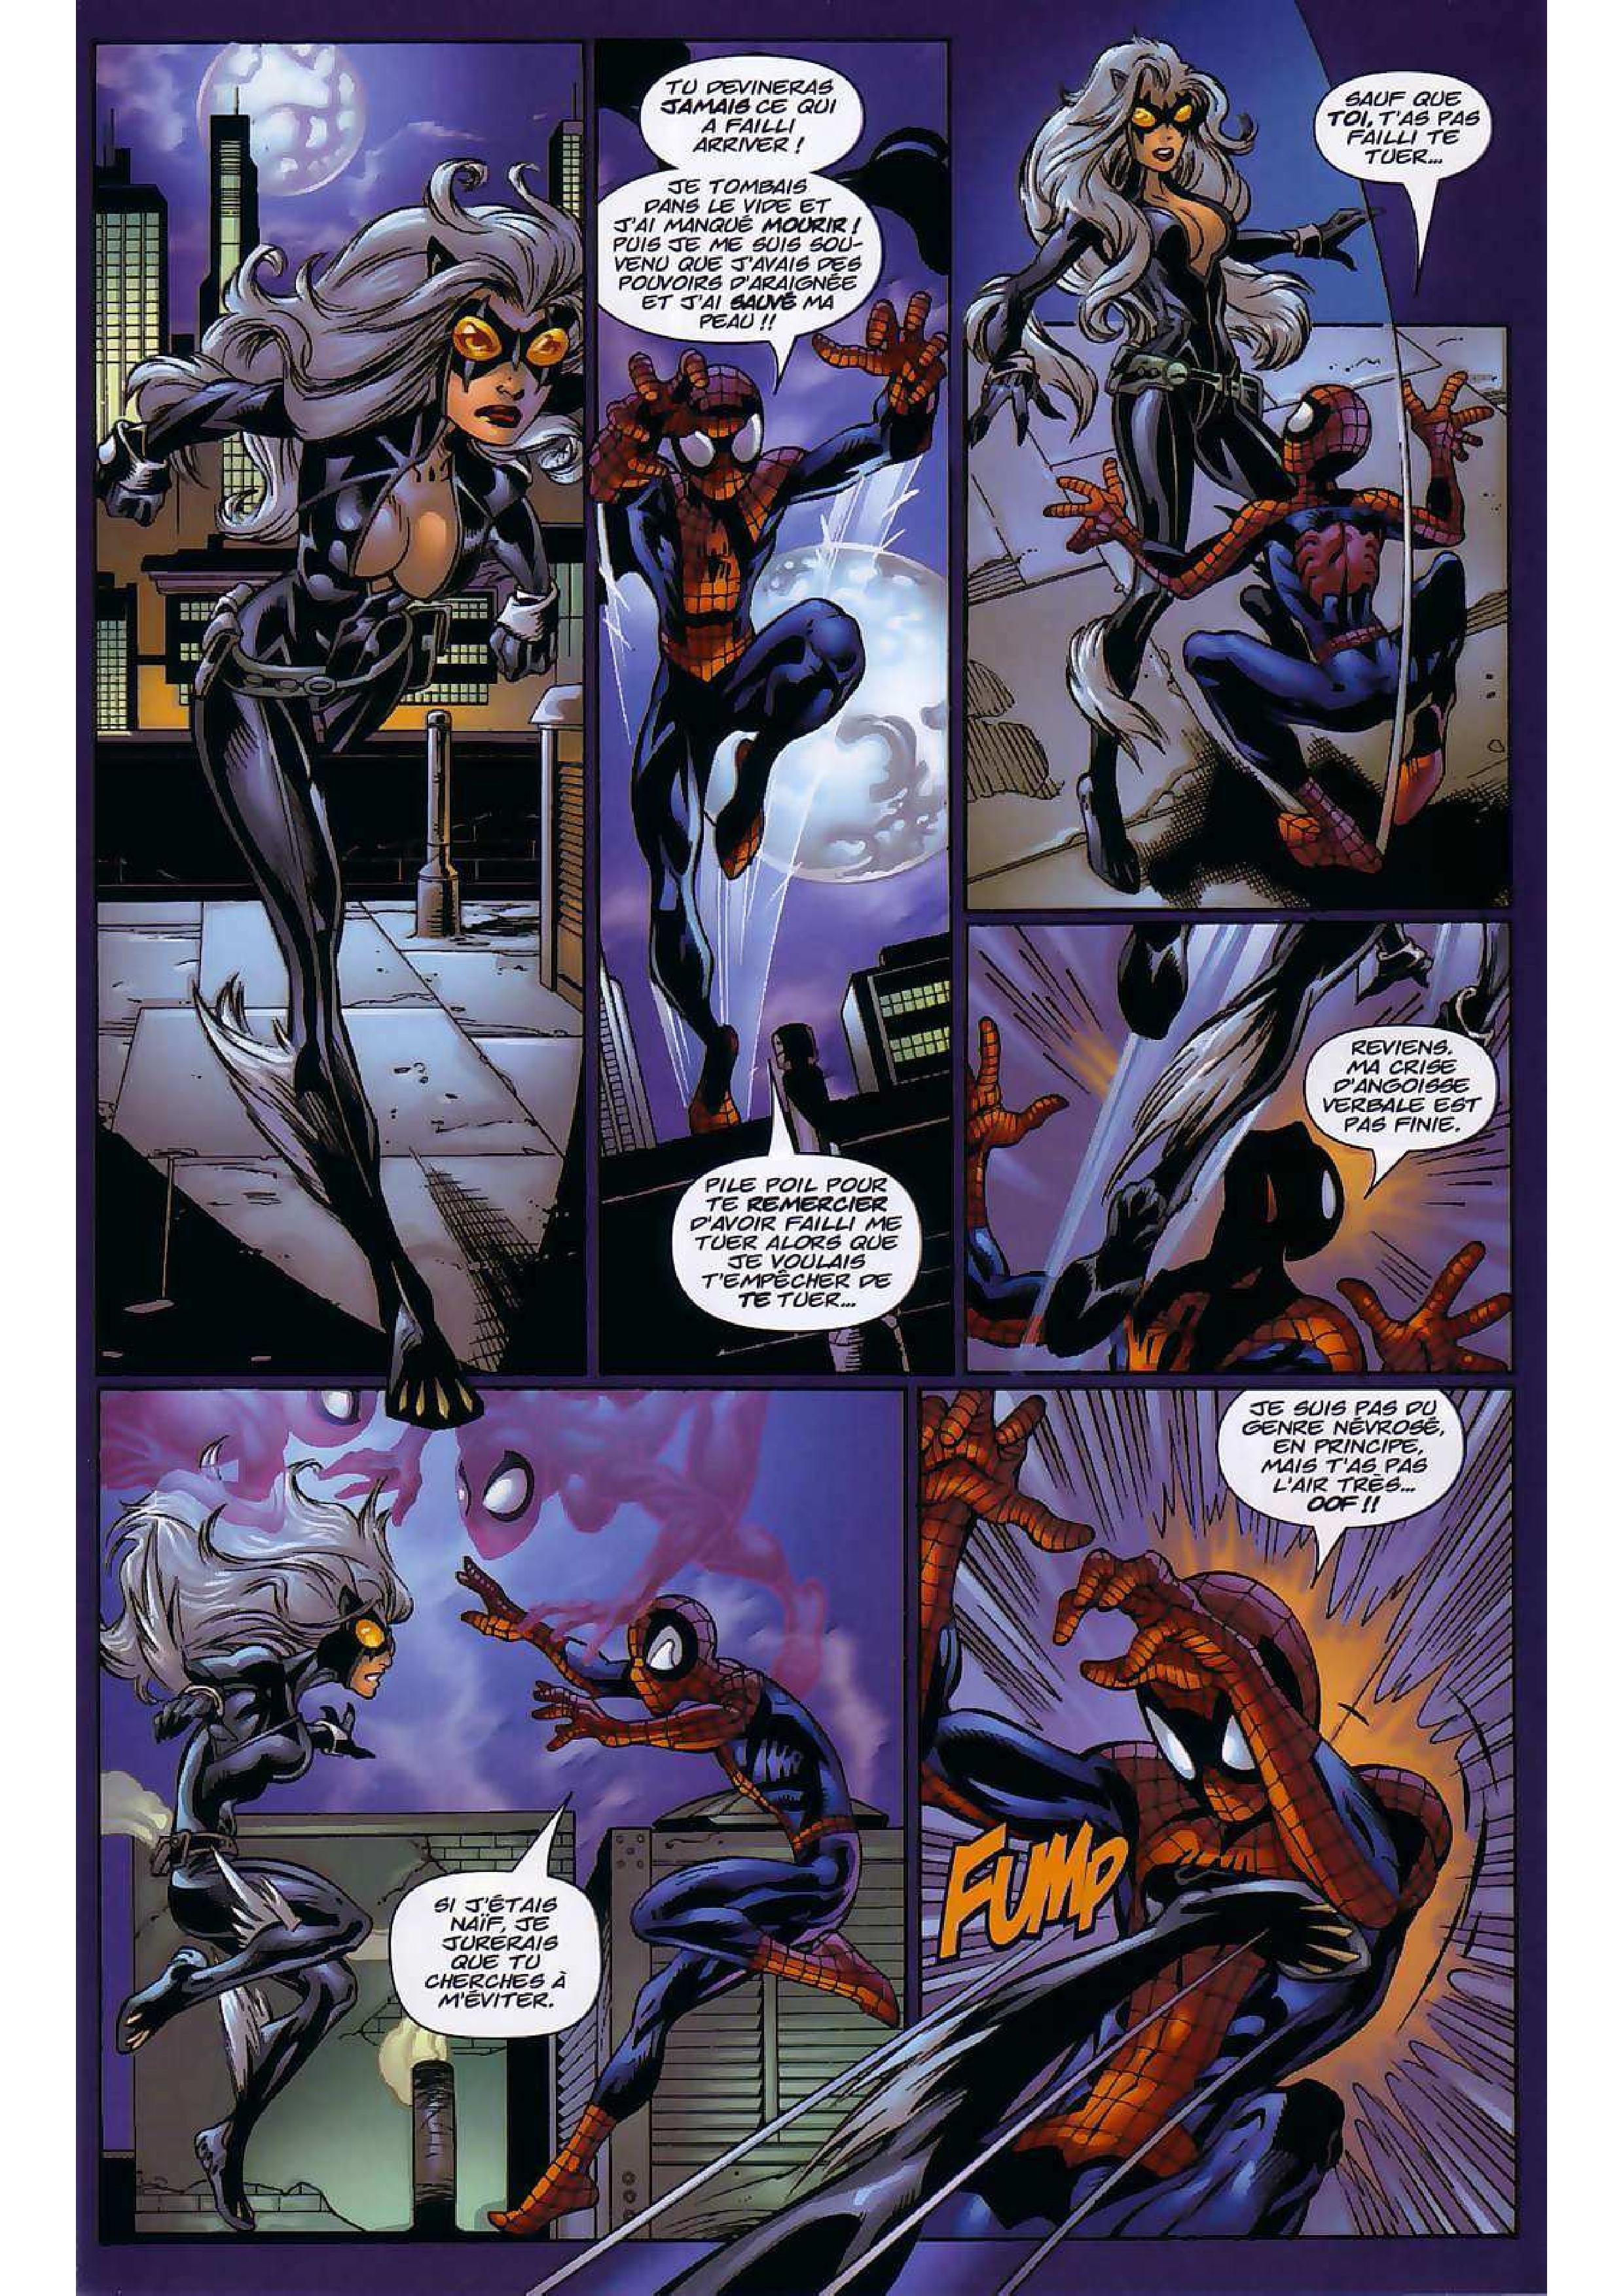 TU DEVINERAS
JAMAIS CE QUI
A FAILLI
ARRIVER !
JE TOMBAIS
DANS LE VIDE ET
J'AI MANQUÉ MOURIR !
PUIS JE ME SUIS SOU-
VENU QUE J'AVAIS DES
POUVOIRS D'ARAIGNÉE
ET J'AI SAUVÉ MA
PEAU !!
PILE POIL POUR
TE REMERCIER
D'AVOIR FAILLI ME
TUER ALORS QUE
JE VOULAIS
T'EMPÊCHER DE
TE TUER...
SAUF QUE
TOI, T'AS PAS
FAILLI TE
TUER...
REVIENS.
MA CRISE
D'ANGOISSE
VERBALE EST
PAS FINIE.
SI J'ÉTAIS
NAÏF, JE
JURERAIS
QUE TU
CHERCHES À
M'ÉVITER.
JE SUIS PAS DU
GENRE NÉVROSÉ,
EN PRINCIPE,
MAIS T'AS PAS
L'AIR TRÈS...
OOF !!
FUMP